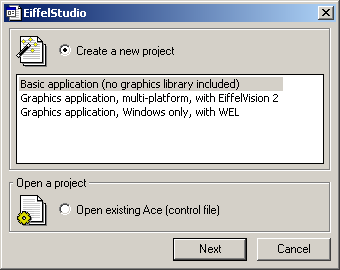 EiffelStudio
Create a new project
Basic application (no graphics library included)
Graphics application, multi-platform, with EiffelVision 2
Graphics application, Windows only, with WEL
Open a project
Open existing Ace (control file)
Next
Cancel